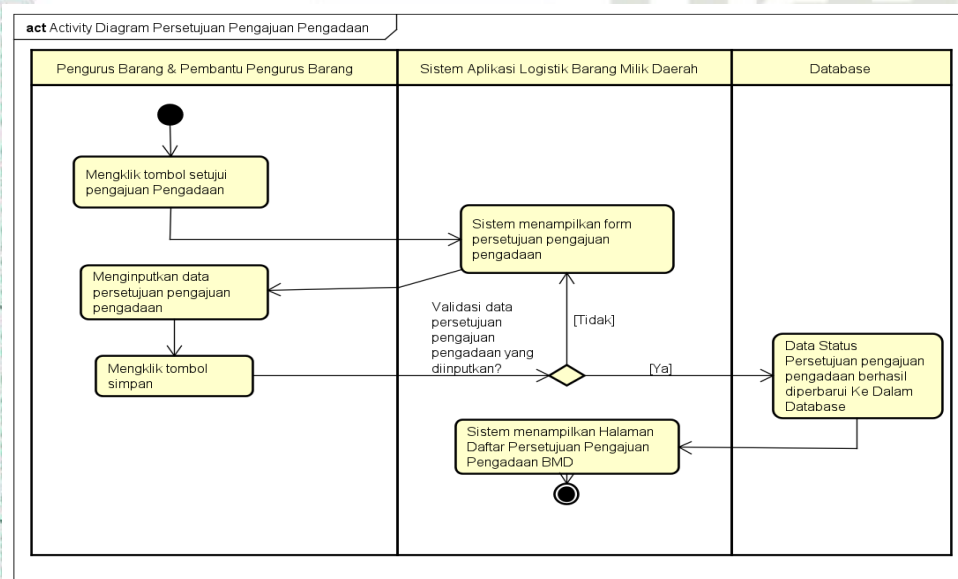 act Activity Diagram Persetujuan Pengajuan Pengadaan
Pengurus Barang & Pembantu Pengurus Barang
Sistem Aplikasi Logistik Barang Milik Daerah
Database
Mengklik tombol setujui
pengajuan Pengadaan
Sistem menampilkan form
persetujuan pengajuan
pengadaan
Menginputkan data
persetujuan pengajuan
pengadaan
Mengklik tombol
simpan
Validasi data
persetujuan
pengajuan
pengadaan yang
diinputkan?
[Tidak]
[Ya]
Data Status
Persetujuan pengajuan
pengadaan berhasil
diperbarui Ke Dalam
Database
Sistem menampilkan Halaman
Daftar Persetujuan Pengajuan
Pengadaan BMD